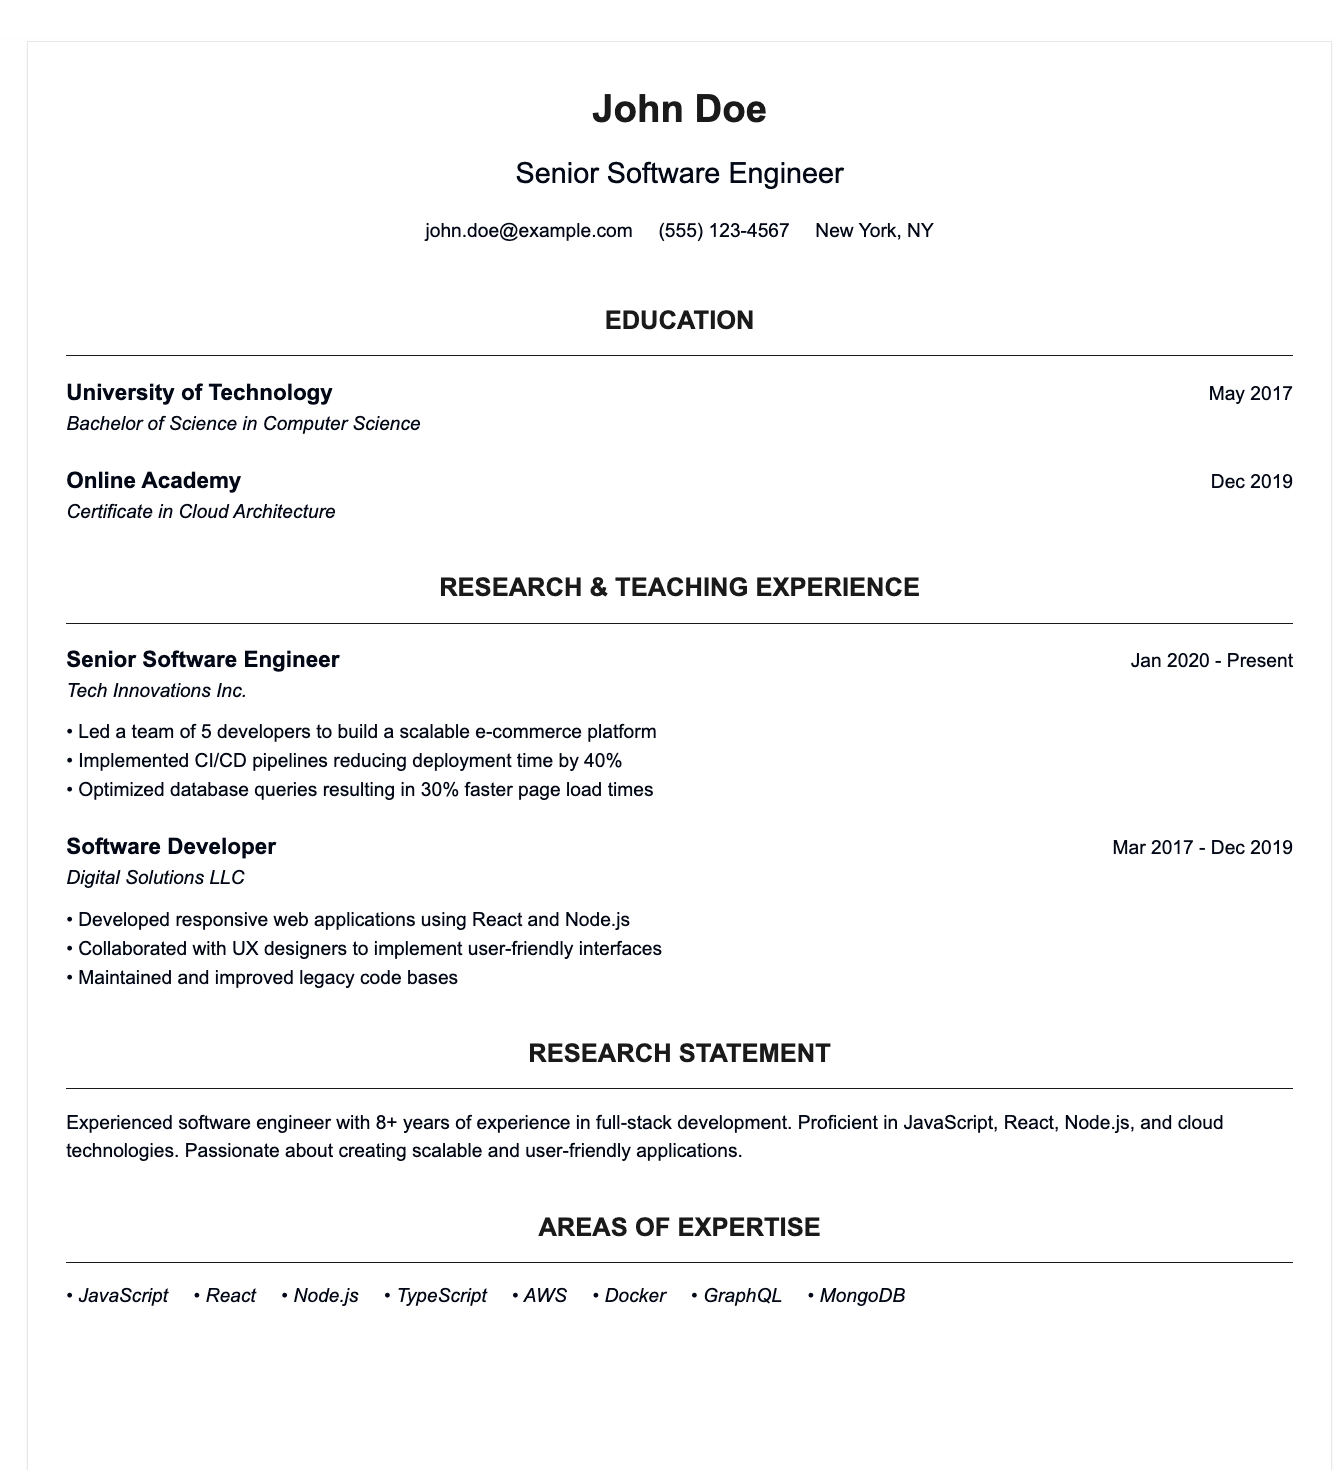 John Doe
Senior Software Engineer
john.doe@example.com (555) 123-4567 New York, NY
EDUCATION
University of Technology May 2017
Bachelor of Science in Computer Science
Online Academy Dec 2019
Certificate in Cloud Architecture
RESEARCH & TEACHING EXPERIENCE
Senior Software Engineer Jan 2020 - Present
Tech Innovations Inc.
• Led a team of 5 developers to build a scalable e-commerce platform
• Implemented CI/CD pipelines reducing deployment time by 40%
• Optimized database queries resulting in 30% faster page load times
Software Developer Mar 2017 - Dec 2019
Digital Solutions LLC
• Developed responsive web applications using React and Node.js
• Collaborated with UX designers to implement user-friendly interfaces
• Maintained and improved legacy code bases
RESEARCH STATEMENT
Experienced software engineer with 8+ years of experience in full-stack development. Proficient in JavaScript, React, Node.js, and cloud
technologies. Passionate about creating scalable and user-friendly applications.
AREAS OF EXPERTISE
• JavaScript • React • Node.js • TypeScript • AWS • Docker • GraphQL • MongoDB